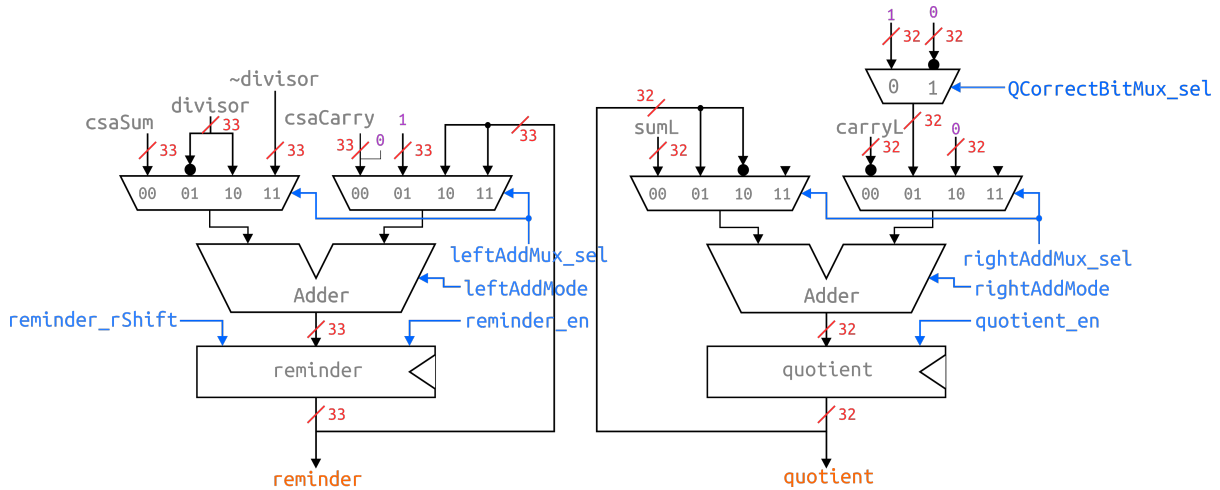 1 0
32 32
~divisor
0 1
QCorrectBitMux_sel
divisor
32
csaSum 33 csaCarry 1 33 sumL carryL 32 0
0
33 33 33 33 32 32 32
00 01 10 11 00 01 10 11 00 01 10 11 00 01 10 11
leftAddMux_sel rightAddMux_sel
Adder leftAddMode Adder rightAddMode
reminder_rShift 33 reminder_en 32 quotient_en
reminder quotient
33 32
reminder quotient